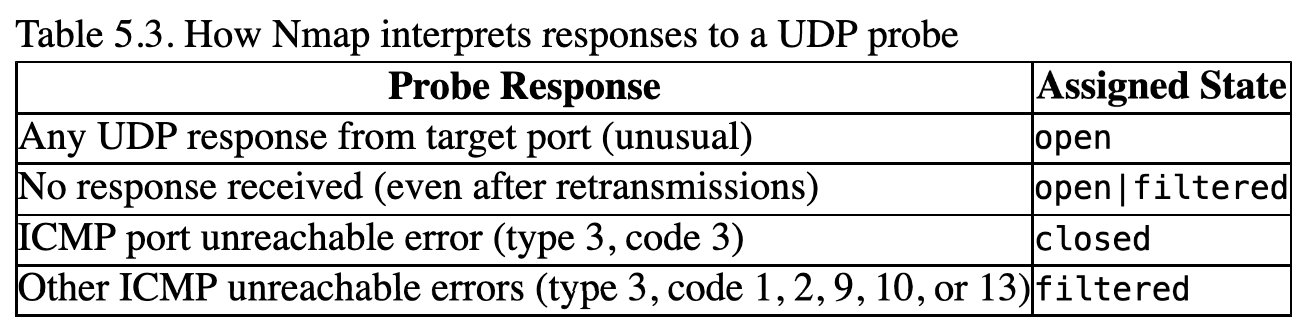 Table 5.3. How Nmap interprets responses to a UDP probe
Probe Response Assigned State
Any UDP response from target port (unusual) open
No response received (even after retransmissions) open|filtered
ICMP port unreachable error (type 3, code 3) closed
Other ICMP unreachable errors (type 3, code 1, 2, 9, 10, or 13) filtered